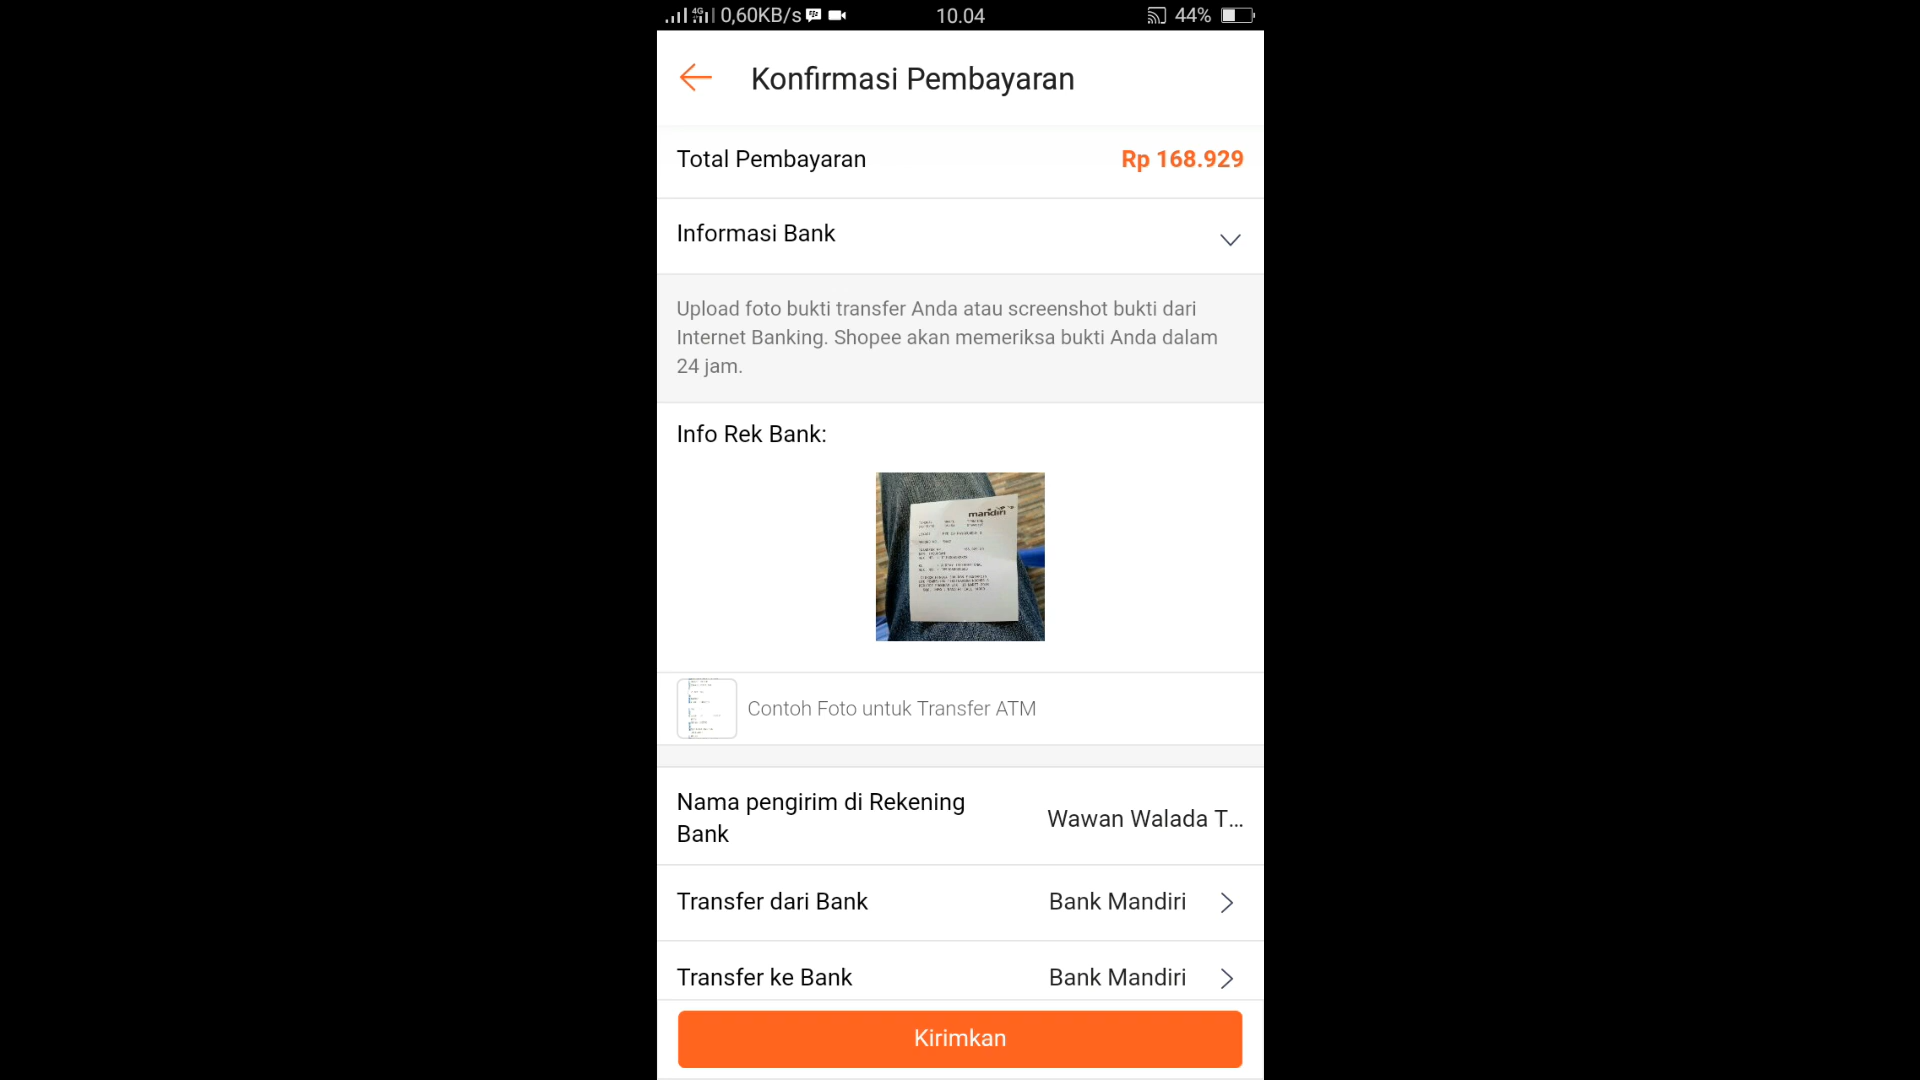 4G 0,60KB/s 10.04 44%
Konfirmasi Pembayaran
Total Pembayaran Rp 168.929
Informasi Bank
Upload foto bukti transfer Anda atau screenshot bukti dari
Internet Banking. Shopee akan memeriksa bukti Anda dalam
24 jam.
Info Rek Bank:
mandiri
Contoh Foto untuk Transfer ATM
Nama pengirim di Rekening
Bank
Wawan Walada T...
Transfer dari Bank Bank Mandiri
Transfer ke Bank Bank Mandiri
Kirimkan